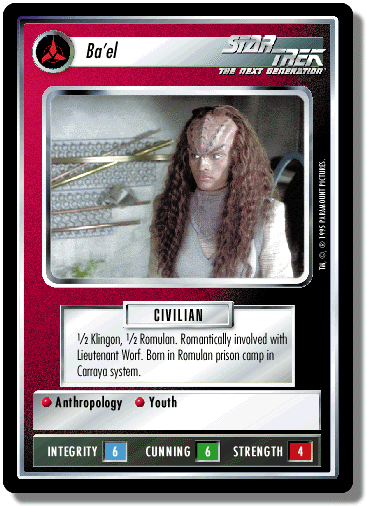 Ba'el
STAR TREK
THE NEXT GENERATION
TM, ©, ® 1995 PARAMOUNT PICTURES.
CIVILIAN
½ Klingon, ½ Romulan. Romantically involved with
Lieutenant Worf. Born in Romulan prison camp in
Carraya system.
Anthropology Youth
INTEGRITY 6 CUNNING 6 STRENGTH 4